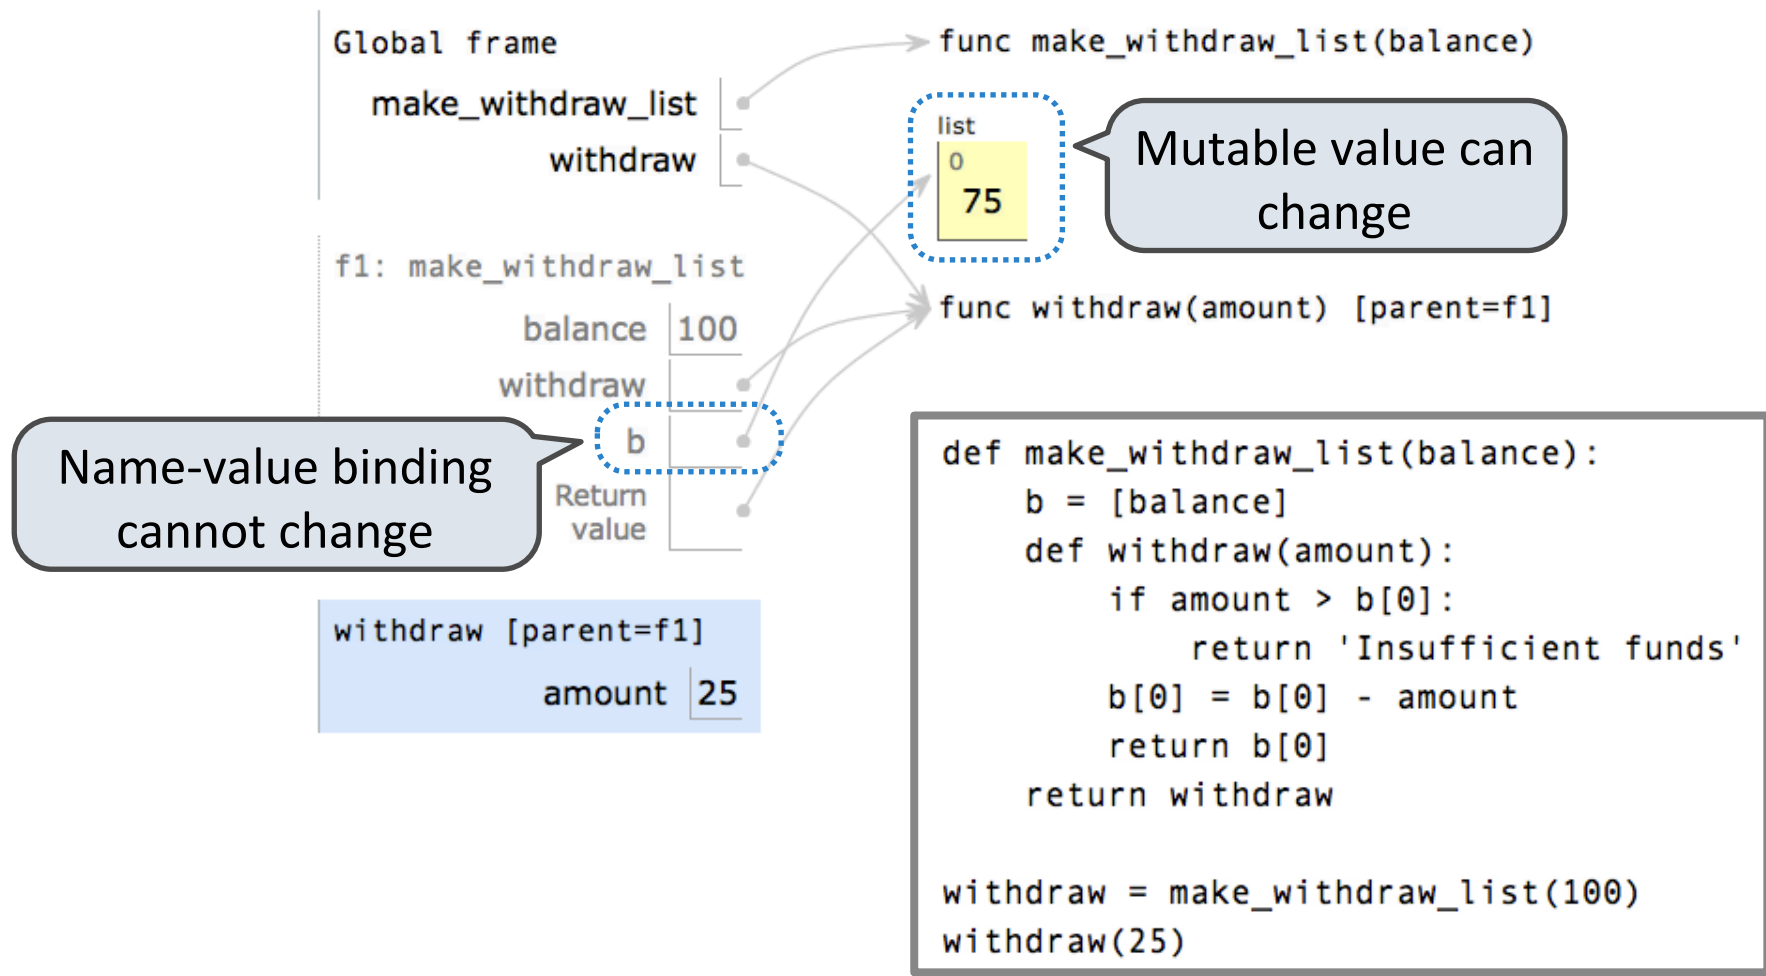 Global frame
make_withdraw_list
withdraw
func make_withdraw_list(balance)
list
0
75
Mutable value can
change
f1: make_withdraw_list
balance 100
withdraw
b
Return
value
func withdraw(amount) [parent=f1]
Name-value binding
cannot change
withdraw [parent=f1]
amount 25
def make_withdraw_list(balance):
    b = [balance]
    def withdraw(amount):
        if amount > b[0]:
            return 'Insufficient funds'
        b[0] = b[0] - amount
        return b[0]
    return withdraw
withdraw = make_withdraw_list(100)
withdraw(25)